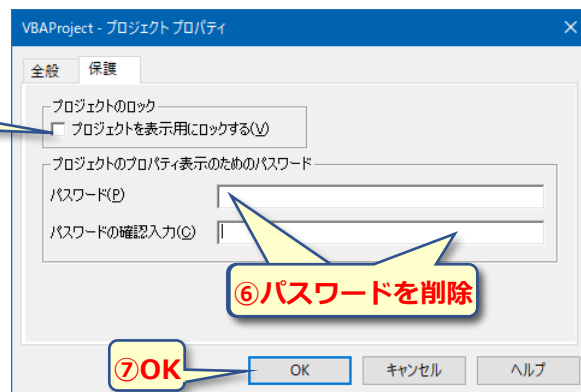 VBAProject - プロジェクト プロパティ
全般
保護
プロジェクトのロック
プロジェクトを表示用にロックする(V)
プロジェクトのプロパティ表示のためのパスワード
パスワード(P)
パスワードの確認入力(C)
⑥パスワードを削除
⑦OK
OK
キャンセル
ヘルプ